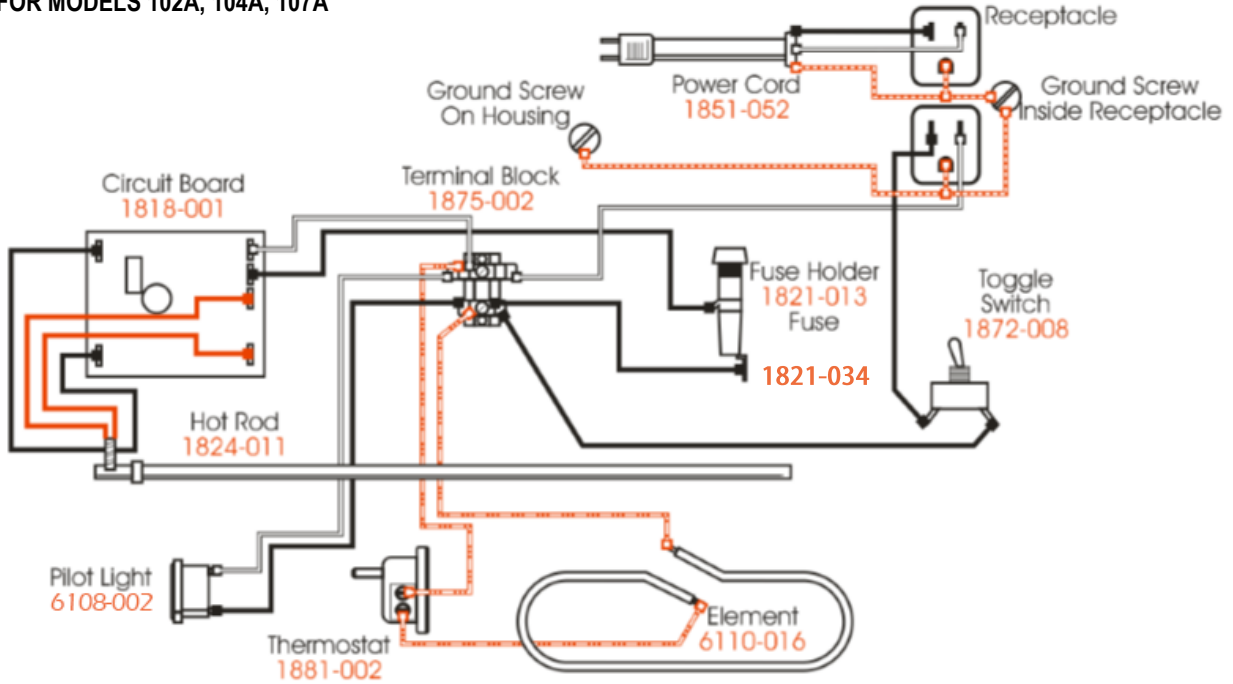 FOR MODELS 102A, 104A, 107A
Receptacle
Power Cord
1851-052
Ground Screw
Inside Receptacle
Ground Screw
On Housing
Circuit Board
1818-001
Terminal Block
1875-002
Fuse Holder
1821-013
Fuse
1821-034
Toggle
Switch
1872-008
Hot Rod
1824-011
Pilot Light
6108-002
Thermostat
1881-002
Element
6110-016